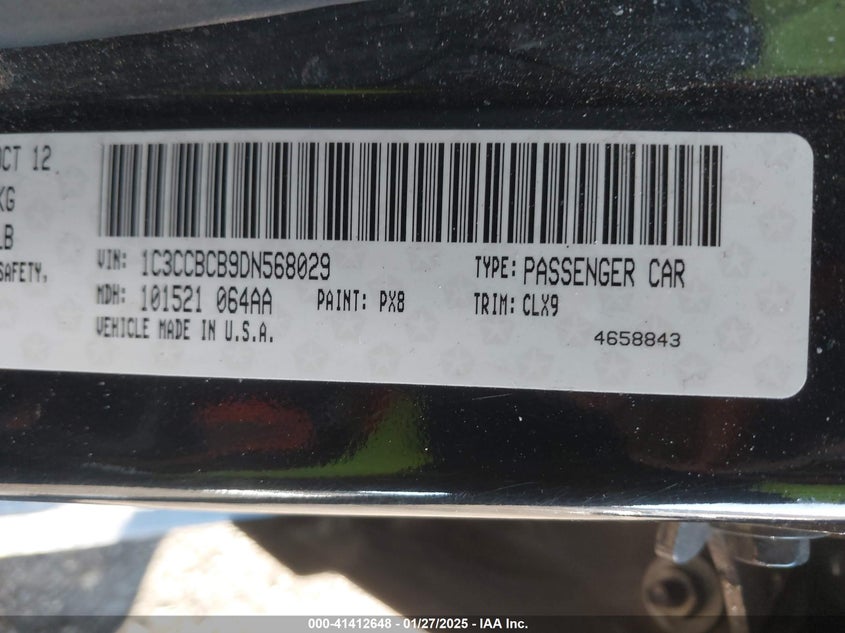 OCT 12
KG
LB
SAFETY,
VIN: 1C3CCBCB9DN568029 TYPE: PASSENGER CAR
MDH: 101521 064AA PAINT: PX8 TRIM: CLX9
VEHICLE MADE IN U.S.A.
4658843
000-41412648 - 01/27/2025 - IAA Inc.